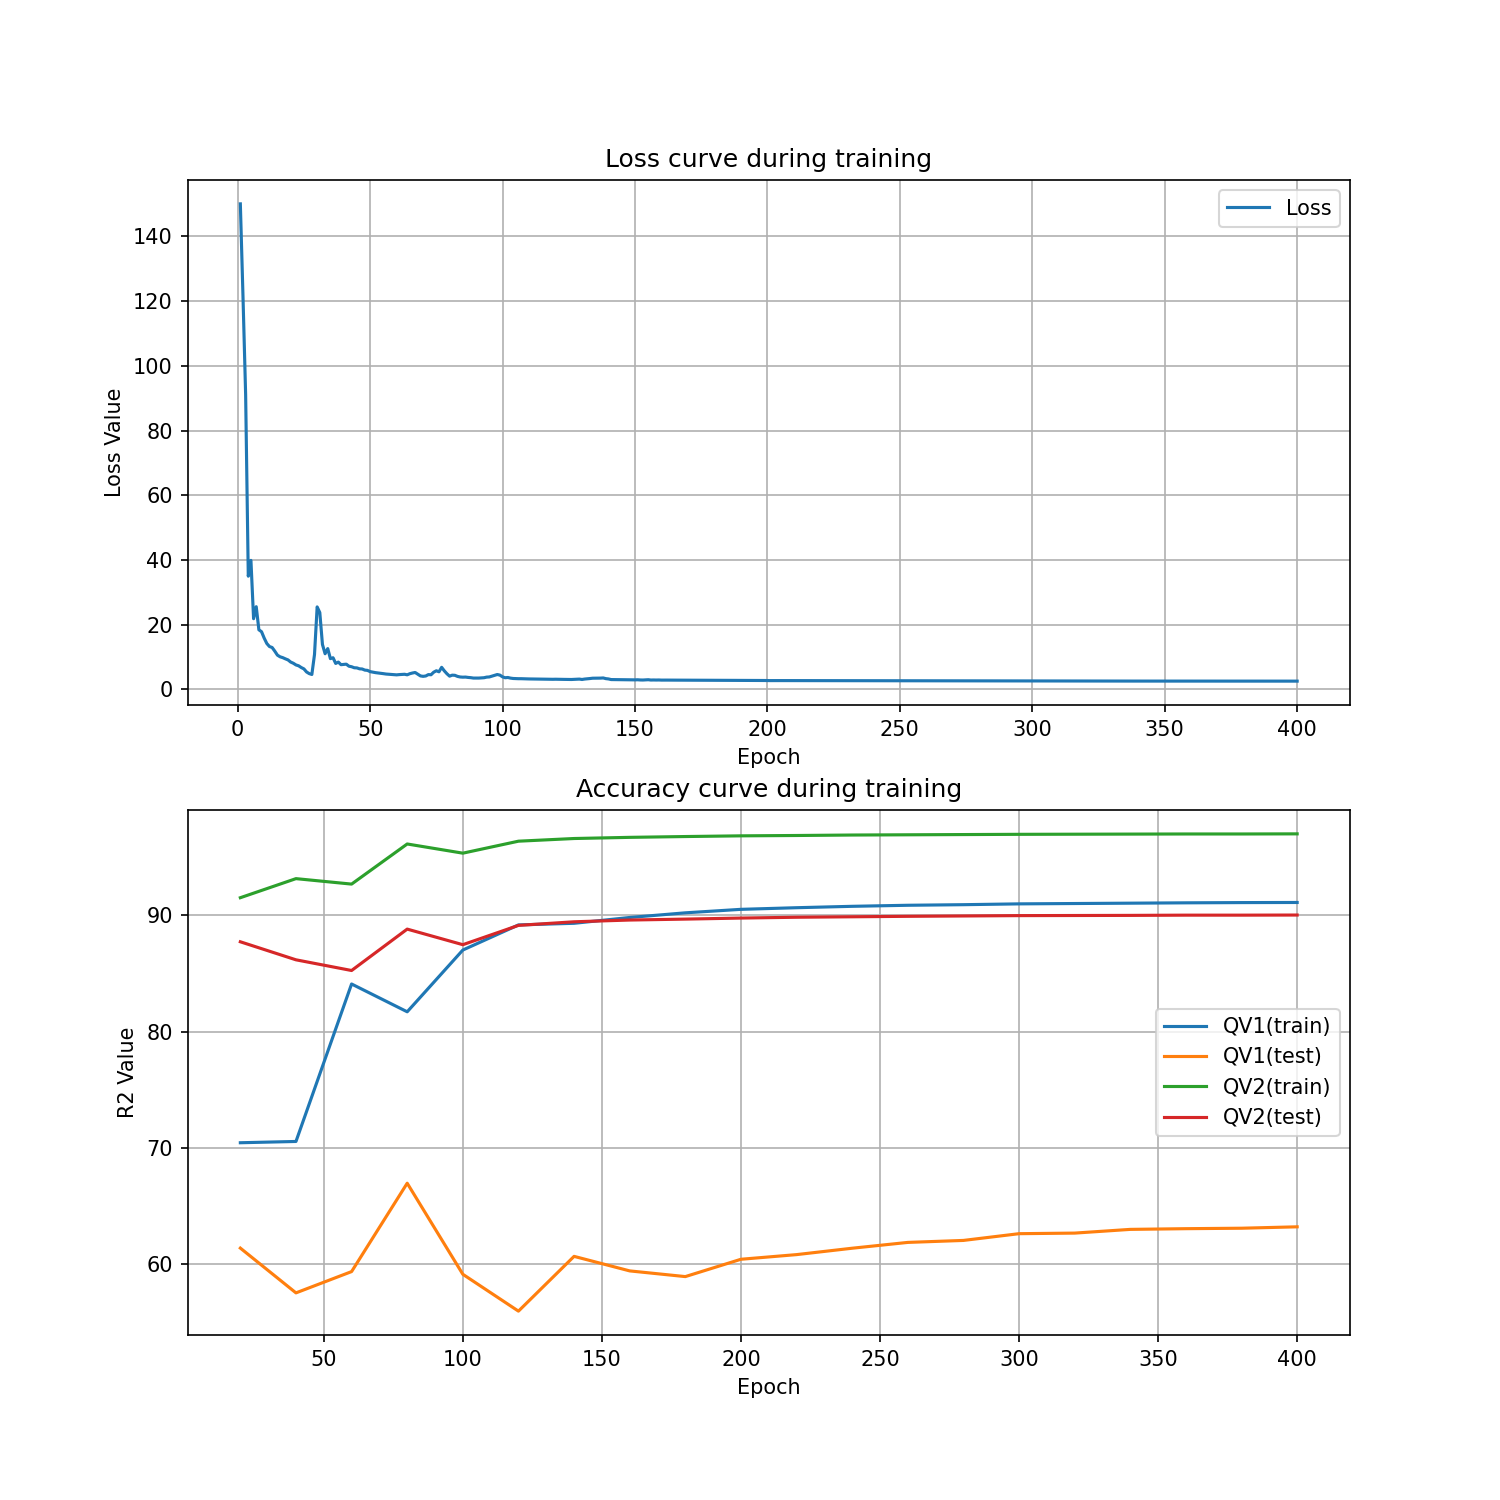 Loss curve during training
Loss
140
120
100
80
60
40
20
0
Loss Value
0 50 100 150 200 250 300 350 400
Epoch
Accuracy curve during training
90
80
70
60
R2 Value
QV1(train)
QV1(test)
QV2(train)
QV2(test)
50 100 150 200 250 300 350 400
Epoch